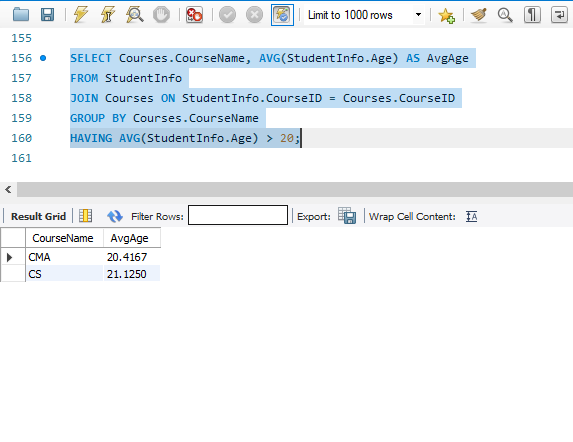 Limit to 1000 rows
155
156 SELECT Courses.CourseName, AVG(StudentInfo.Age) AS AvgAge
157 FROM StudentInfo
158 JOIN Courses ON StudentInfo.CourseID = Courses.CourseID
159 GROUP BY Courses.CourseName
160 HAVING AVG(StudentInfo.Age) > 20;
161
Result Grid Filter Rows: Export: Wrap Cell Content: IA
CourseName AvgAge
CMA 20.4167
CS 21.1250